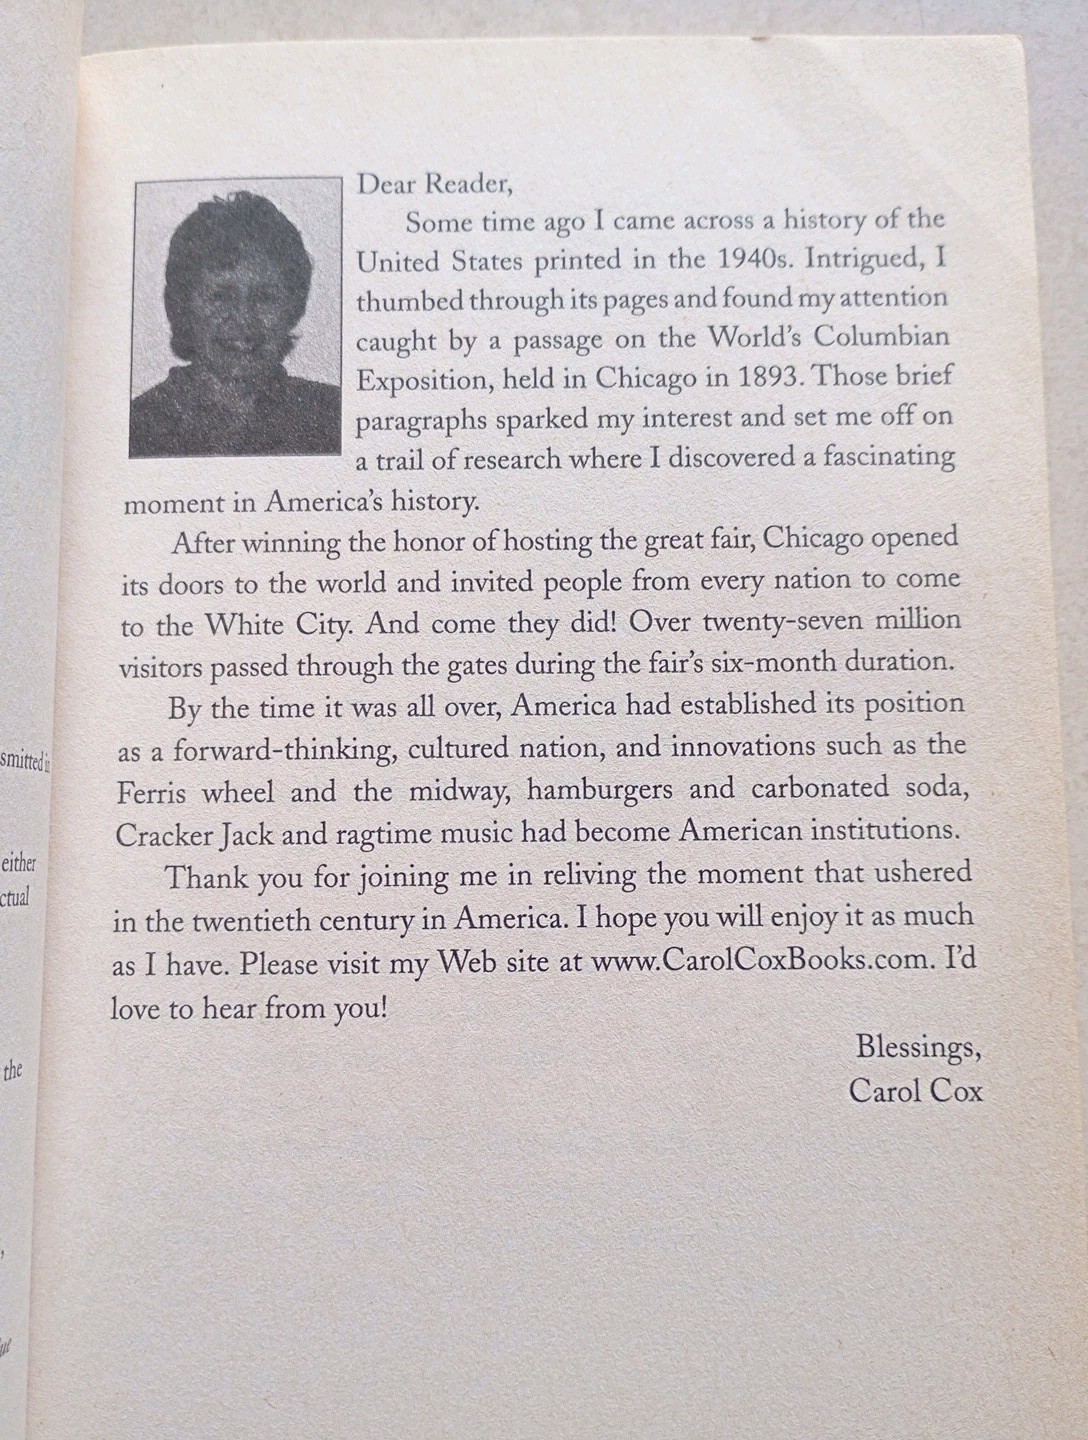 Dear Reader,
Some time ago I came across a history of the
United States printed in the 1940s. Intrigued, I
thumbed through its pages and found my attention
caught by a passage on the World's Columbian
Exposition, held in Chicago in 1893. Those brief
paragraphs sparked my interest and set me off on
a trail of research where I discovered a fascinating
moment in America's history.
After winning the honor of hosting the great fair, Chicago opened
its doors to the world and invited people from every nation to come
to the White City. And come they did! Over twenty-seven million
visitors passed through the gates during the fair's six-month duration.
By the time it was all over, America had established its position
as a forward-thinking, cultured nation, and innovations such as the
Ferris wheel and the midway, hamburgers and carbonated soda,
Cracker Jack and ragtime music had become American institutions.
Thank you for joining me in reliving the moment that ushered
in the twentieth century in America. I hope you will enjoy it as much
as I have. Please visit my Web site at www.CarolCoxBooks.com. I'd
love to hear from you!
Blessings,
Carol Cox
smitted
either
ctual
the